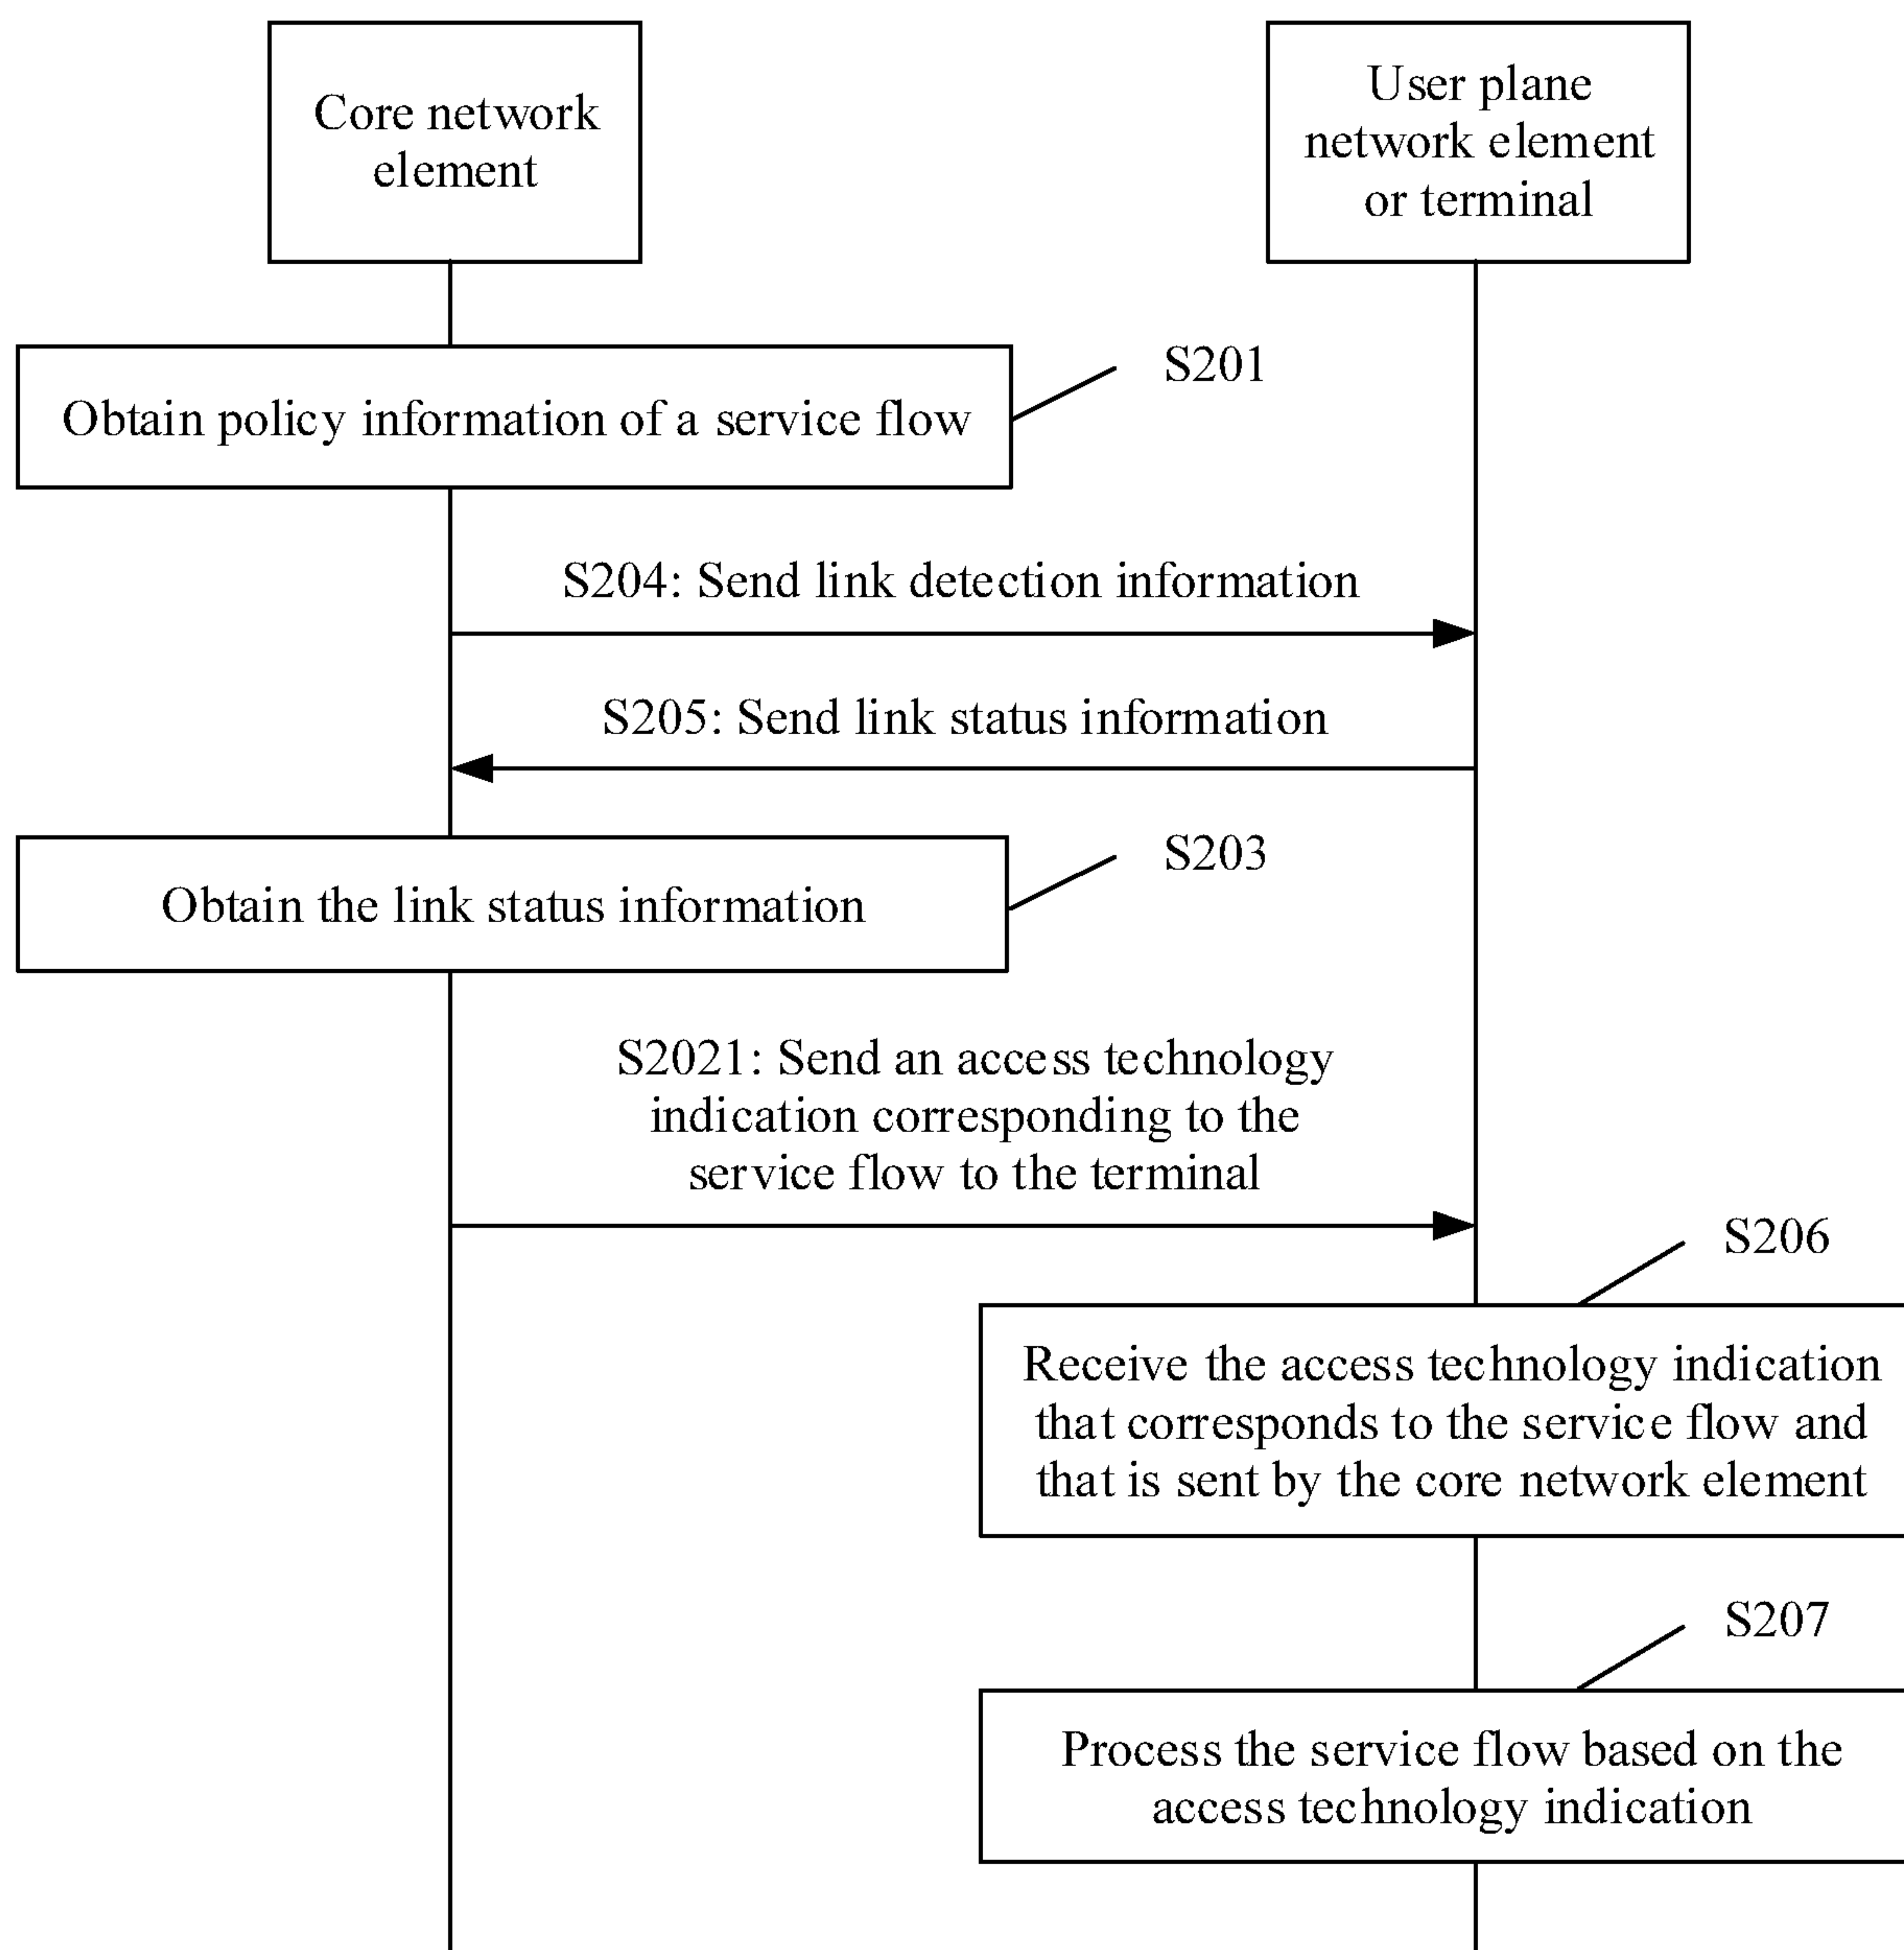 Core network
element
User plane
network element
or terminal
S201
Obtain policy information of a service flow
S204: Send link detection information
S205: Send link status information
S203
Obtain the link status information
S2021: Send an access technology
indication corresponding to the
service flow to the terminal
S206
Receive the access technology indication
that corresponds to the service flow and
that is sent by the core network element
S207
Process the service flow based on the
access technology indication